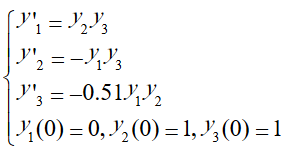 y'₁ = y₂y₃
y'₂ = −y₁y₃
y'₃ = −0.51y₁y₂
y₁(0) = 0, y₂(0) = 1, y₃(0) = 1